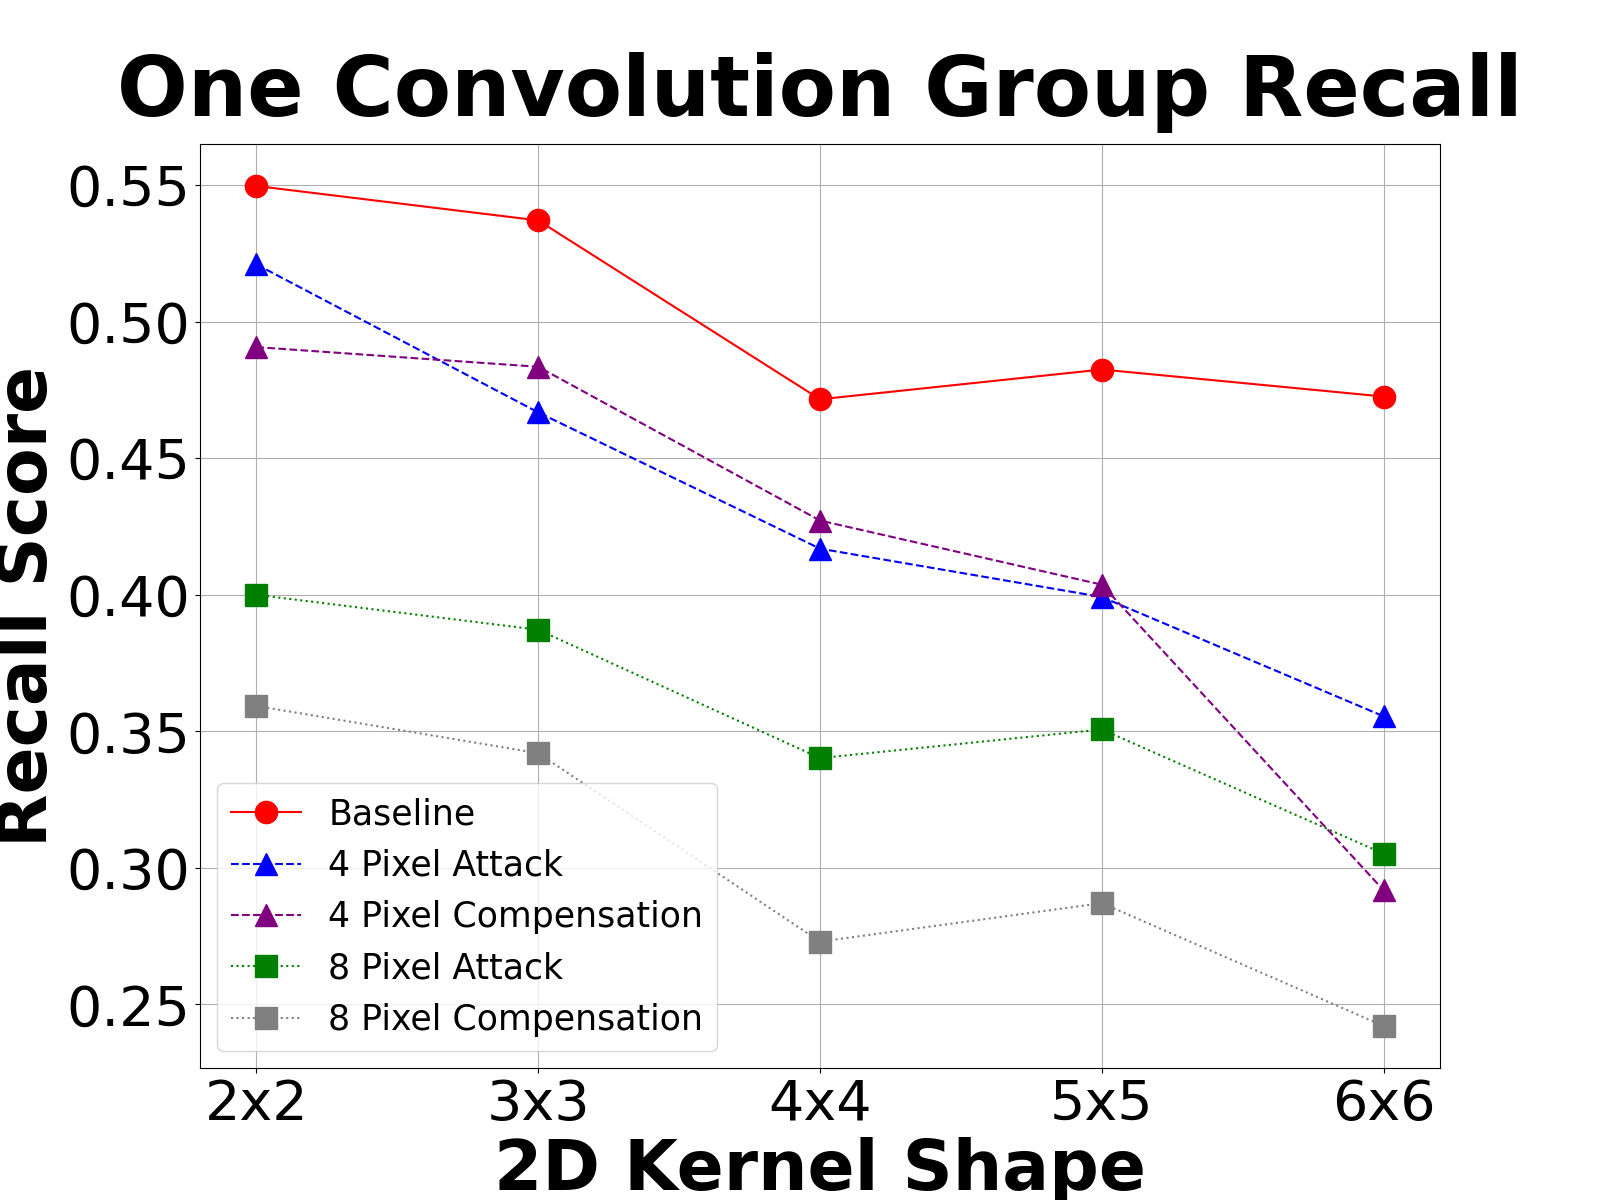 One Convolution Group Recall
Recall Score
0.55
0.50
0.45
0.40
0.35
0.30
0.25
Baseline
4 Pixel Attack
4 Pixel Compensation
8 Pixel Attack
8 Pixel Compensation
2x2 3x3 4x4 5x5 6x6
2D Kernel Shape